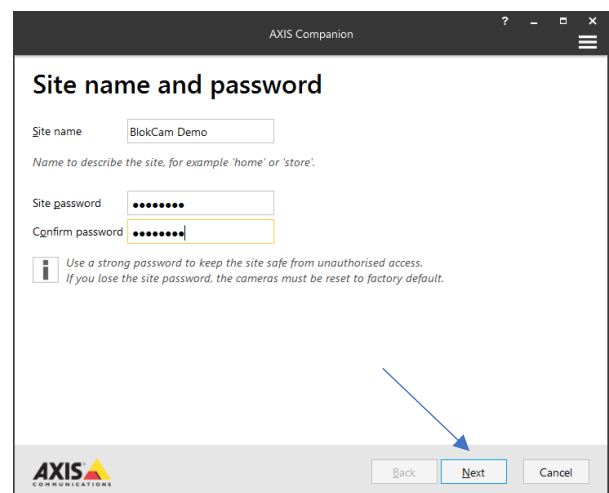 AXIS Companion
?
Site name and password
Site name BlokCam Demo
Name to describe the site, for example 'home' or 'store'.
Site password ●●●●●●●●
Confirm password ●●●●●●●●
i Use a strong password to keep the site safe from unauthorised access.
If you lose the site password, the cameras must be reset to factory default.
AXIS
COMMUNICATIONS
Back Next Cancel